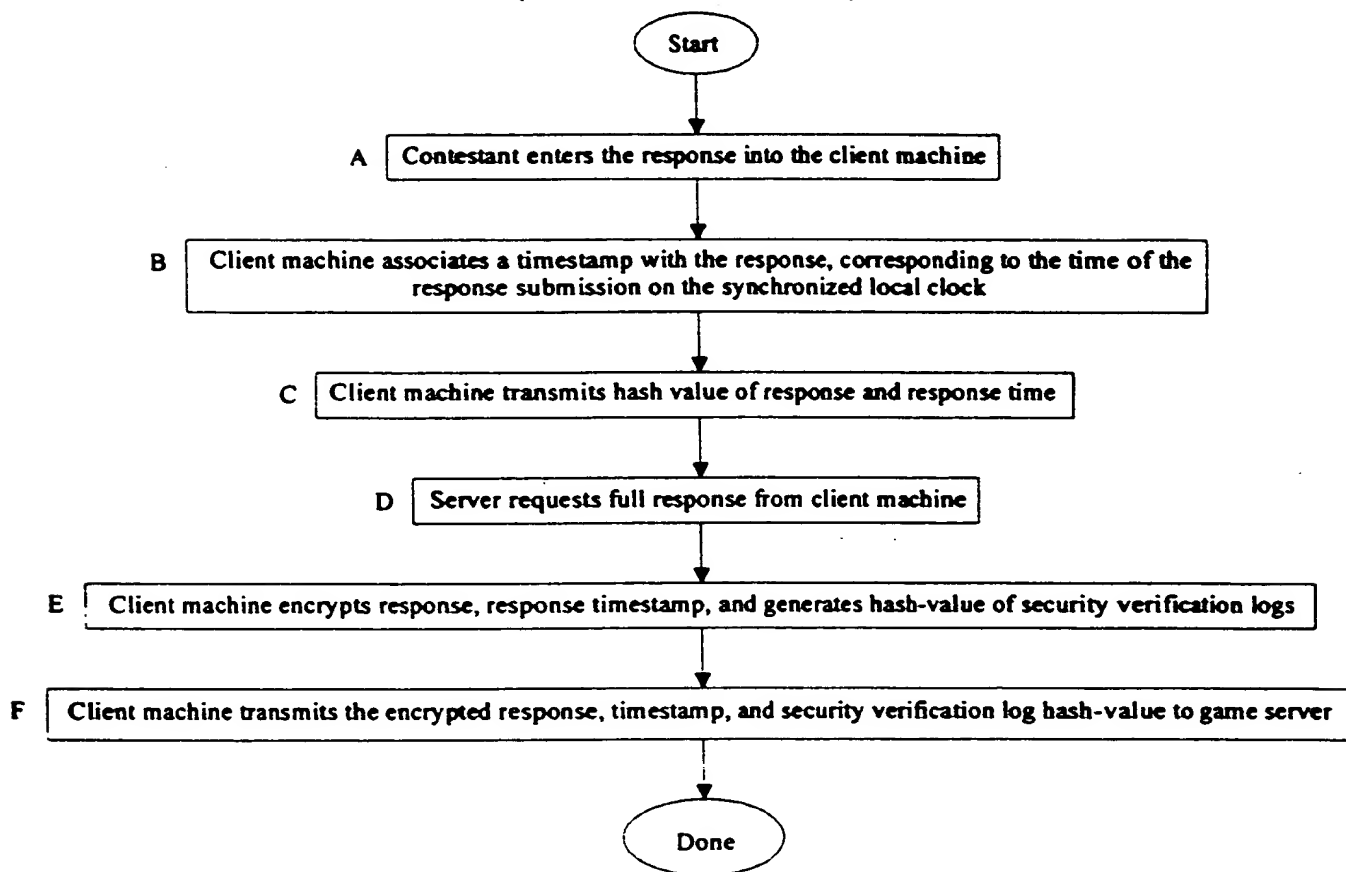 Start
A Contestant enters the response into the client machine
B Client machine associates a timestamp with the response, corresponding to the time of the
response submission on the synchronized local clock
C Client machine transmits hash value of response and response time
D Server requests full response from client machine
E Client machine encrypts response, response timestamp, and generates hash-value of security verification logs
F Client machine transmits the encrypted response, timestamp, and security verification log hash-value to game server
Done